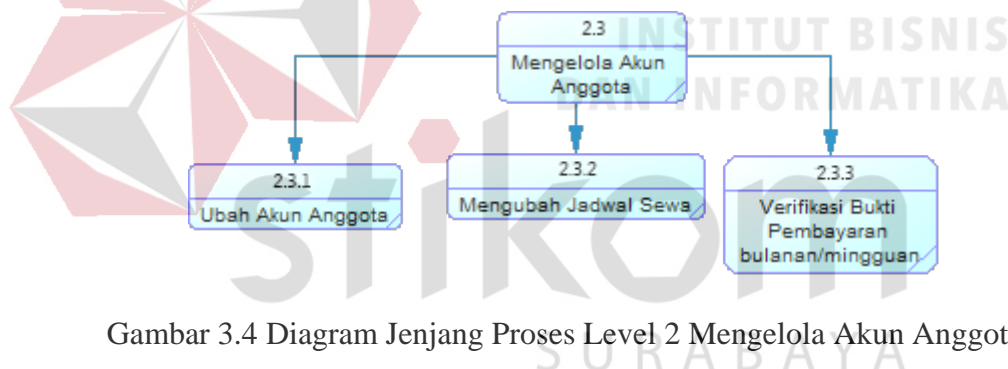 INSTITUT BISNIS
DAN INFORMATIKA
stikom
SURABAYA
2.3
Mengelola Akun
Anggota
2.3.1
Ubah Akun Anggota
2.3.2
Mengubah Jadwal Sewa
2.3.3
Verifikasi Bukti
Pembayaran
bulanan/mingguan
Gambar 3.4 Diagram Jenjang Proses Level 2 Mengelola Akun Anggot